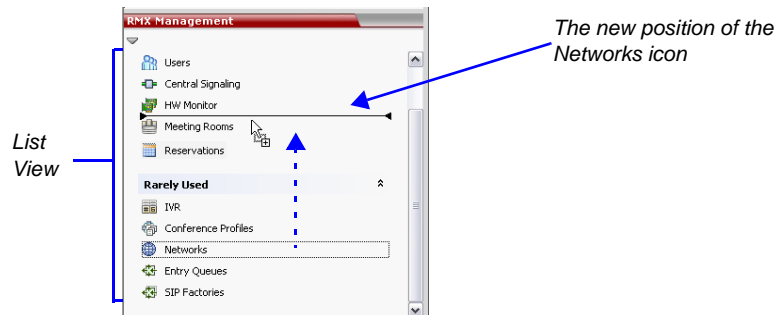 RMX Management
The new position of the
Networks icon
Users
Central Signaling
HW Monitor
Meeting Rooms
Reservations
List
View
Rarely Used
IVR
Conference Profiles
Networks
Entry Queues
SIP Factories